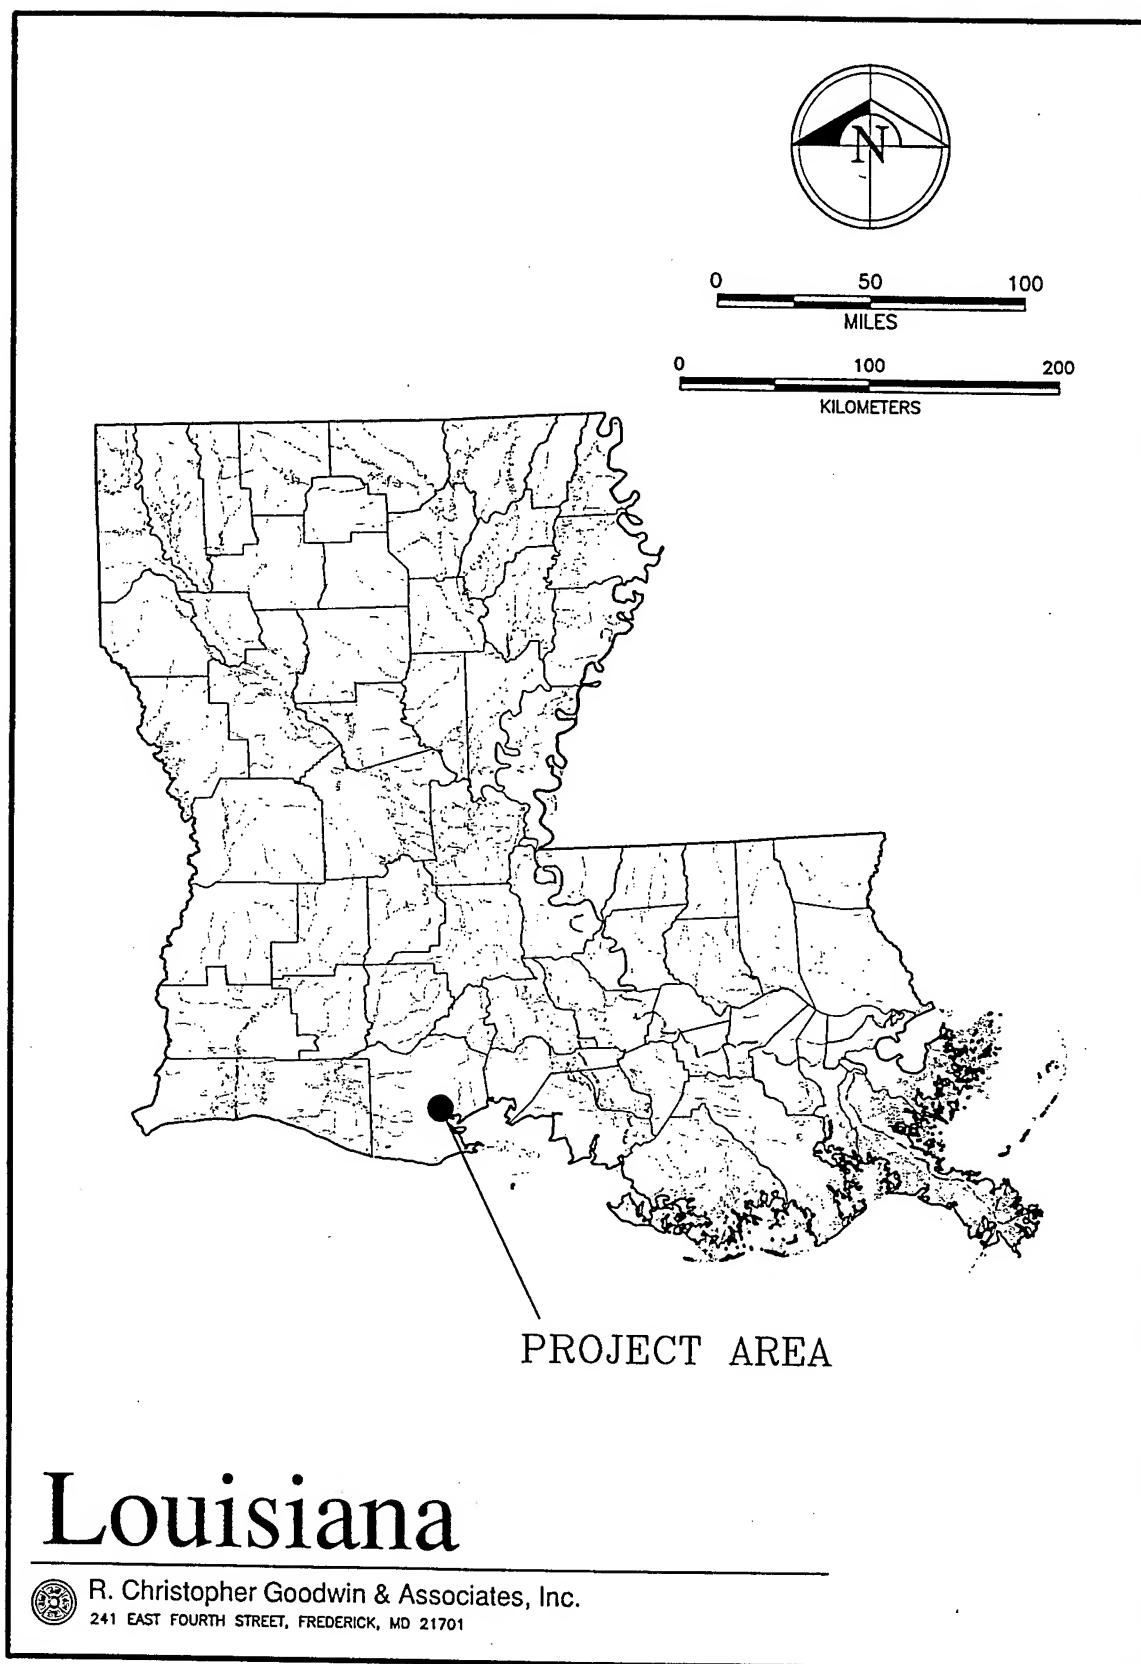 N
0 50 100
MILES
0 100 200
KILOMETERS
PROJECT AREA
Louisiana
R. Christopher Goodwin & Associates, Inc.
241 EAST FOURTH STREET, FREDERICK, MD 21701